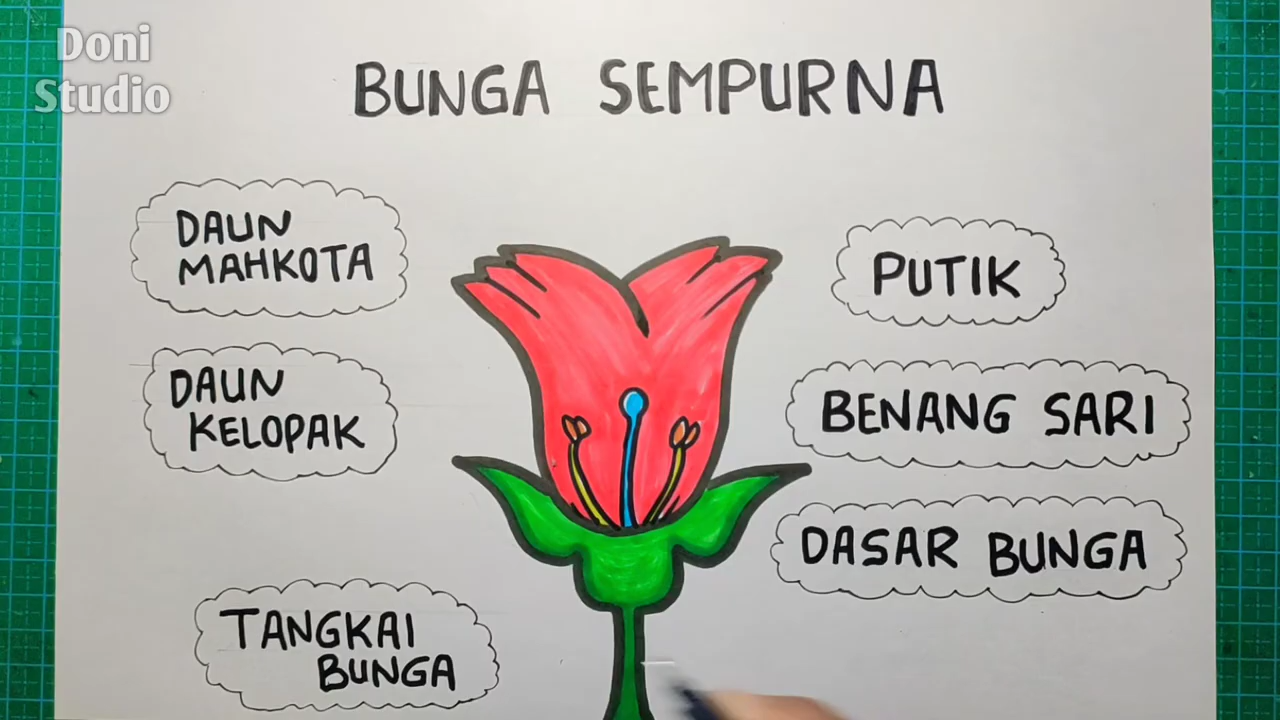 Doni
Studio
BUNGA SEMPURNA
DAUN
MAHKOTA
DAUN
KELOPAK
TANGKAI
BUNGA
PUTIK
BENANG SARI
DASAR BUNGA